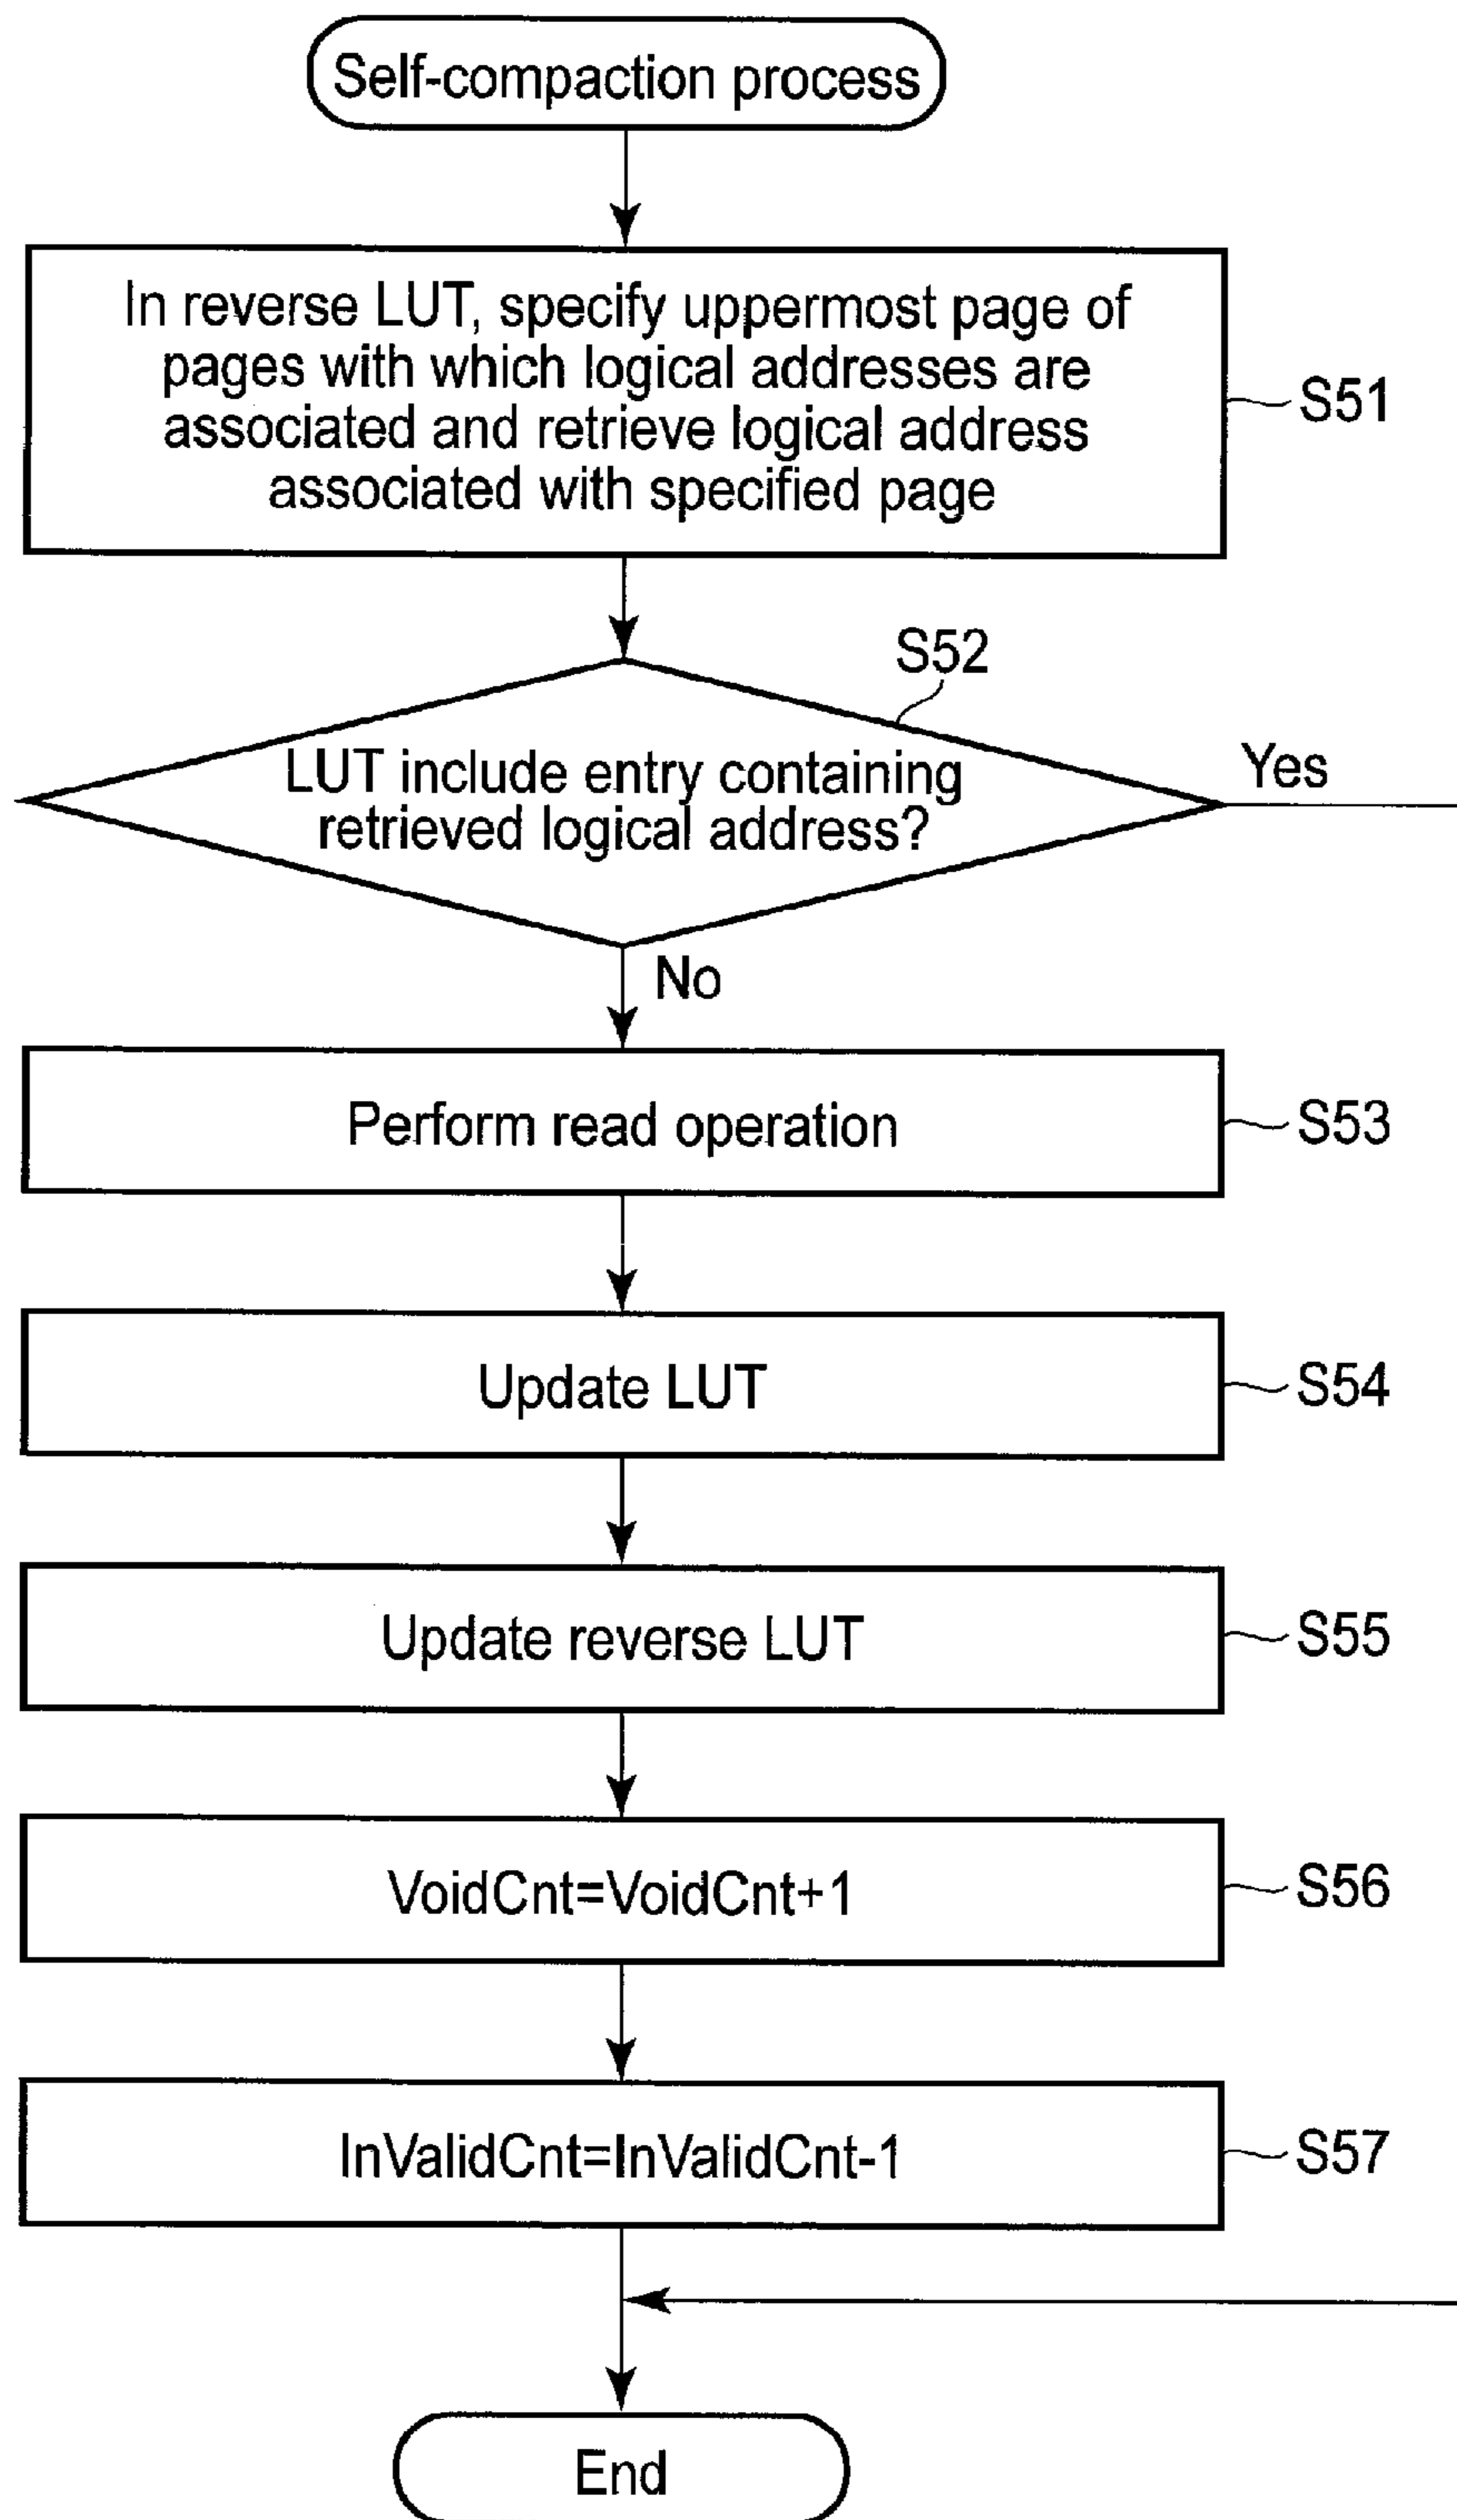 Self-compaction process
In reverse LUT, specify uppermost page of
pages with which logical addresses are
associated and retrieve logical address
associated with specified page
S51
S52
LUT include entry containing
retrieved logical address?
Yes
No
Perform read operation
S53
Update LUT
S54
Update reverse LUT
S55
VoidCnt=VoidCnt+1
S56
InValidCnt=InValidCnt-1
S57
End